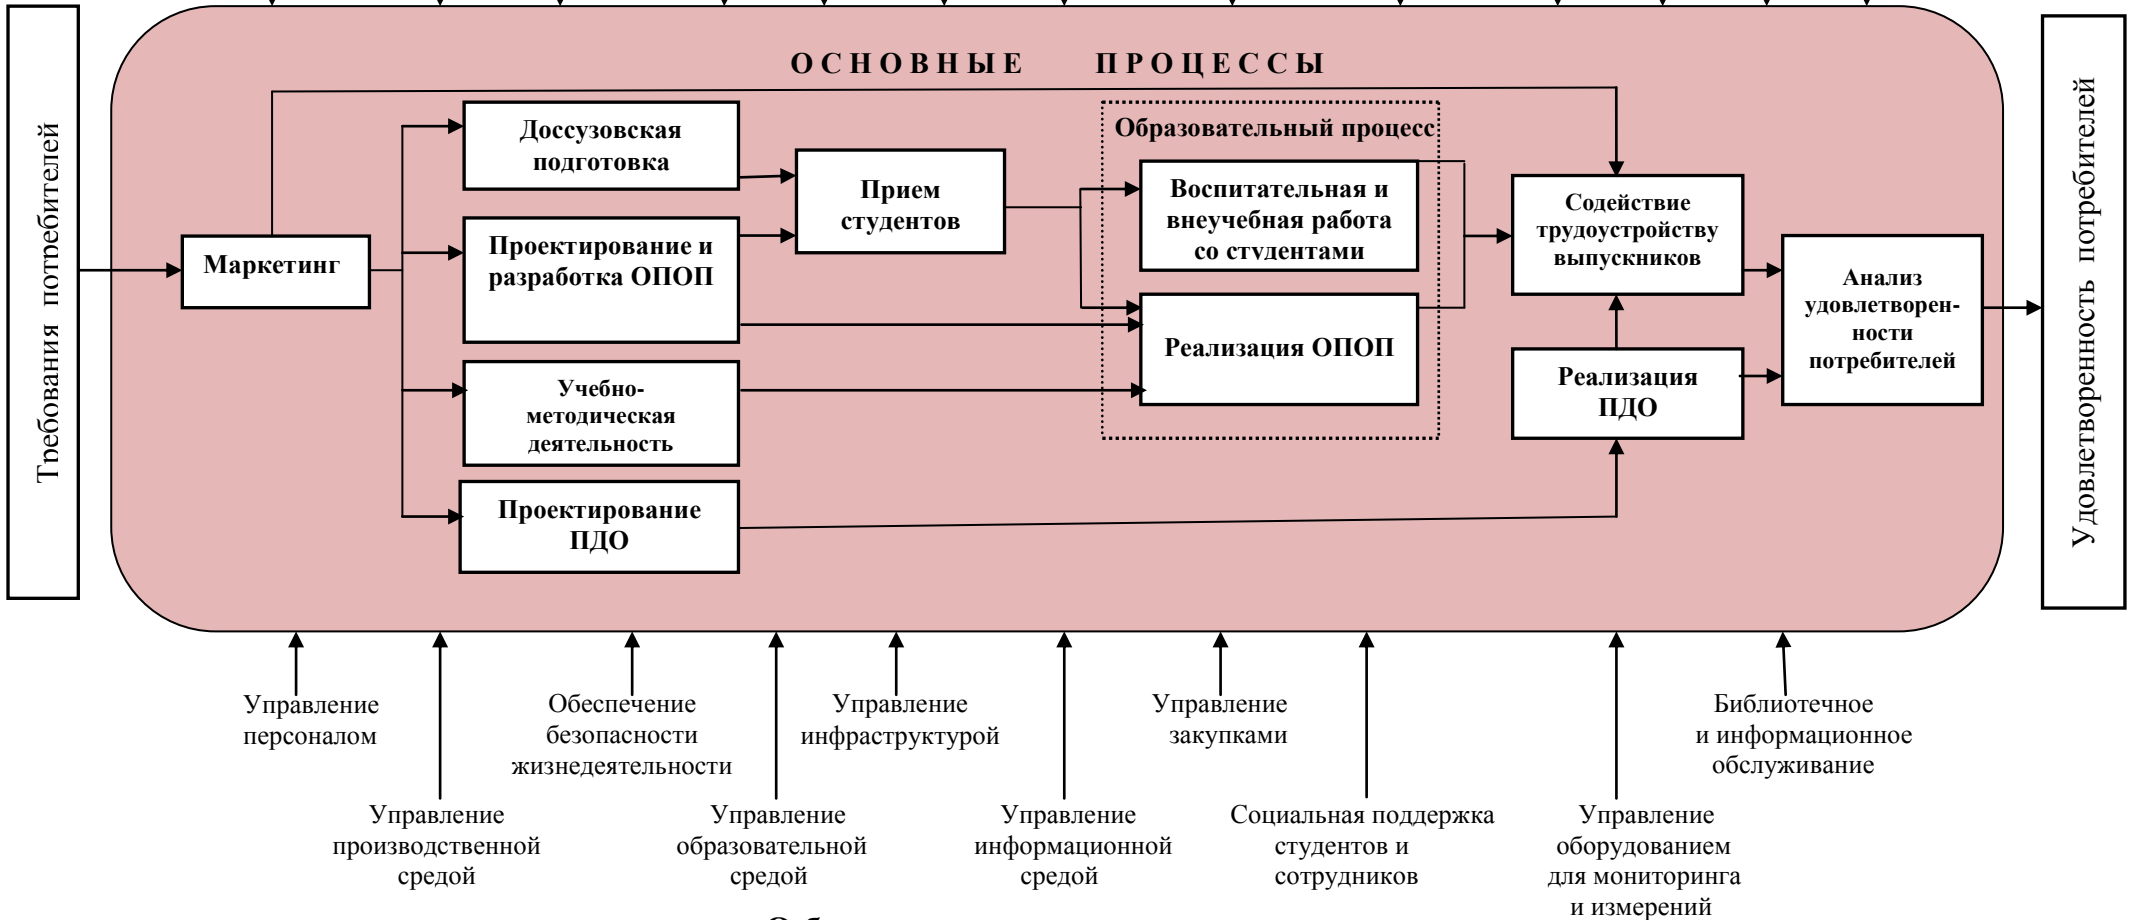 Требования потребителей
ОСНОВНЫЕ ПРОЦЕССЫ
Маркетинг
Доссузовская
подготовка
Проектирование и
разработка ОПОП
Учебно-
методическая
деятельность
Проектирование
ПДО
Прием
студентов
Образовательный процесс
Воспитательная и
внеучебная работа
со студентами
Реализация ОПОП
Содействие
трудоустройству
выпускников
Реализация
ПДО
Анализ
удовлетворен-
ности
потребителей
Удовлетворенность потребителей
Управление
персоналом
Обеспечение
безопасности
жизнедеятельности
Управление
инфраструктурой
Управление
закупками
Библиотечное
и информационное
обслуживание
Управление
производственной
средой
Управление
образовательной
средой
Управление
информационной
средой
Социальная поддержка
студентов и
сотрудников
Управление
оборудованием
для мониторинга
и измерений